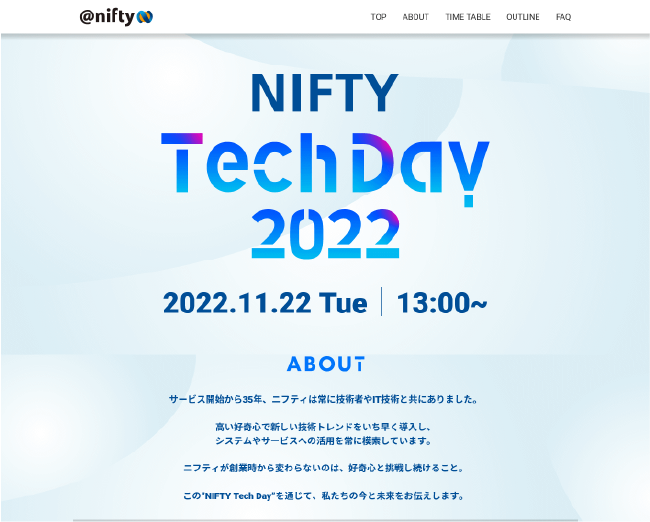 @nifty
TOP ABOUT TIME TABLE OUTLINE FAQ
NIFTY
Tech Day
2022
2022.11.22 Tue 13:00~
ABOUT
サービス開始から35年、ニフティは常に技術者やIT技術と共にありました。
高い好奇心で新しい技術トレンドをいち早く導入し、
システムやサービスへの活用を常に模索しています。
ニフティが創業時から変わらないのは、好奇心と挑戦し続けること。
この"NIFTY Tech Day"を通じて、私たちの今と未来をお伝えします。